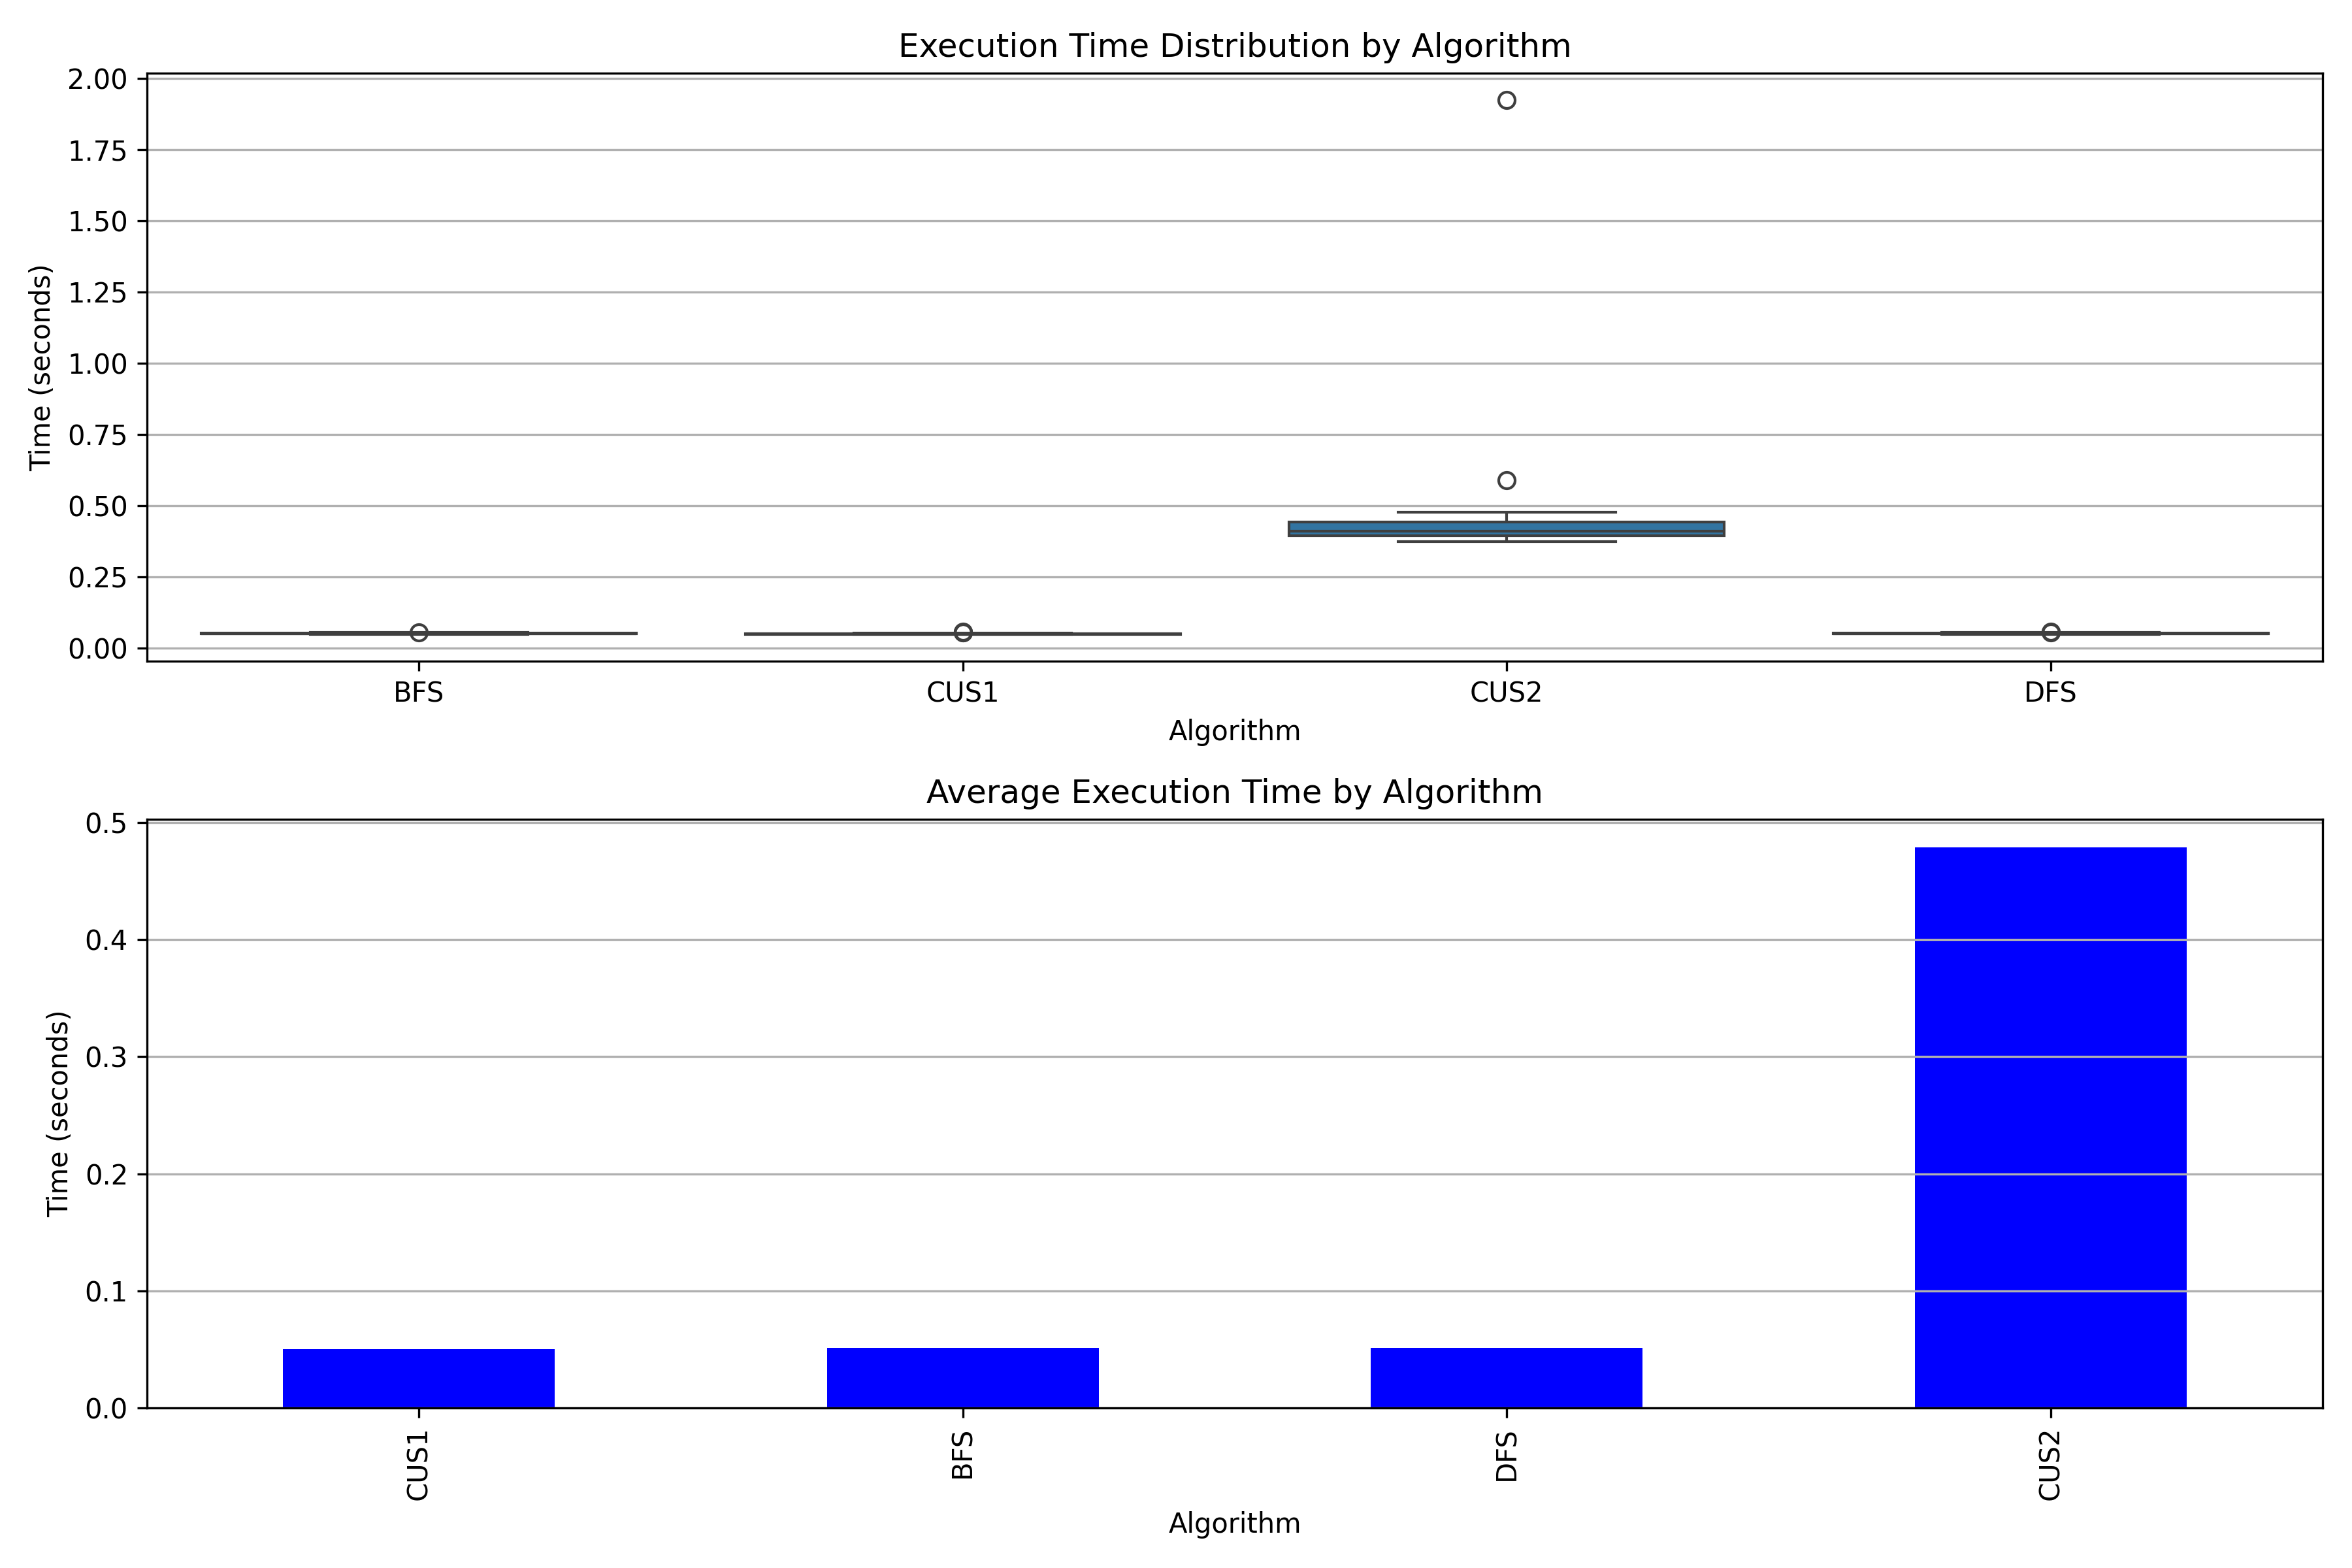 Execution Time Distribution by Algorithm
Time (seconds)
2.00
1.75
1.50
1.25
1.00
0.75
0.50
0.25
0.00
BFS CUS1 CUS2 DFS
Algorithm
Average Execution Time by Algorithm
Time (seconds)
0.5
0.4
0.3
0.2
0.1
0.0
CUS1 BFS DFS CUS2
Algorithm